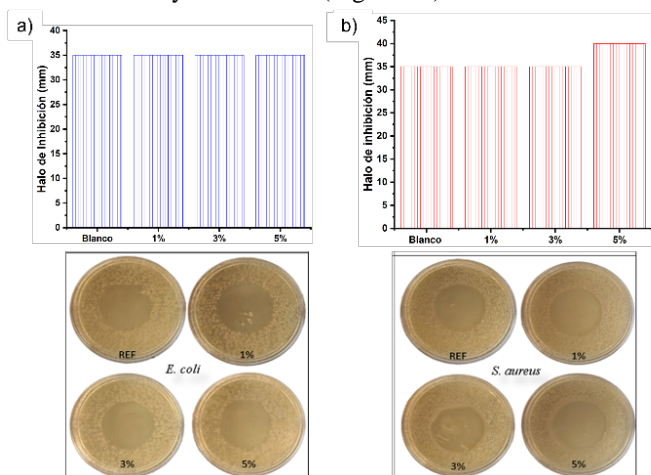 a)
Halo de Inhibición (mm)
40
35
30
25
20
15
10
5
0
Blanco 1% 3% 5%
b)
Halo de inhibición (mm)
45
40
35
30
25
20
15
10
5
0
Blanco 1% 3% 5%
REF 1%
E. coli
3% 5%
REF 1%
S. aureus
3% 5%